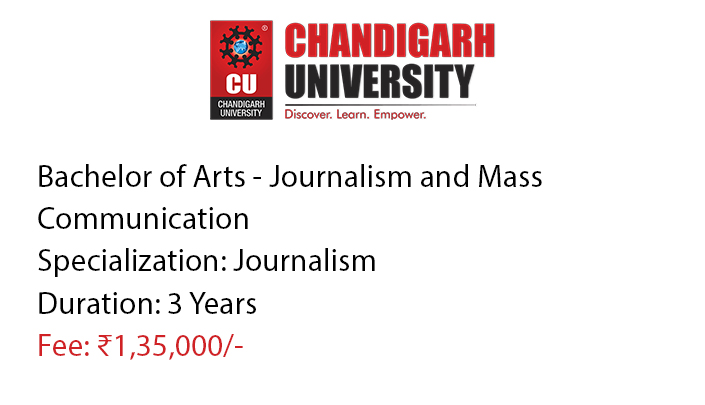 CU
CHANDIGARH
UNIVERSITY
®
CHANDIGARH
UNIVERSITY
Discover. Learn. Empower.
Bachelor of Arts - Journalism and Mass
Communication
Specialization: Journalism
Duration: 3 Years
Fee: ₹1,35,000/-